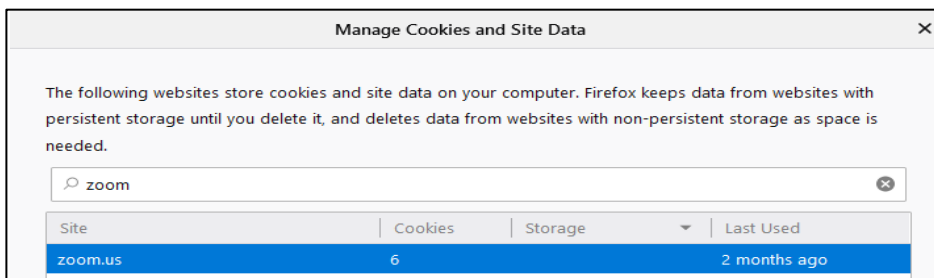 Manage Cookies and Site Data
The following websites store cookies and site data on your computer. Firefox keeps data from websites with
persistent storage until you delete it, and deletes data from websites with non-persistent storage as space is
needed.
zoom
Site Cookies Storage Last Used
zoom.us 6 2 months ago